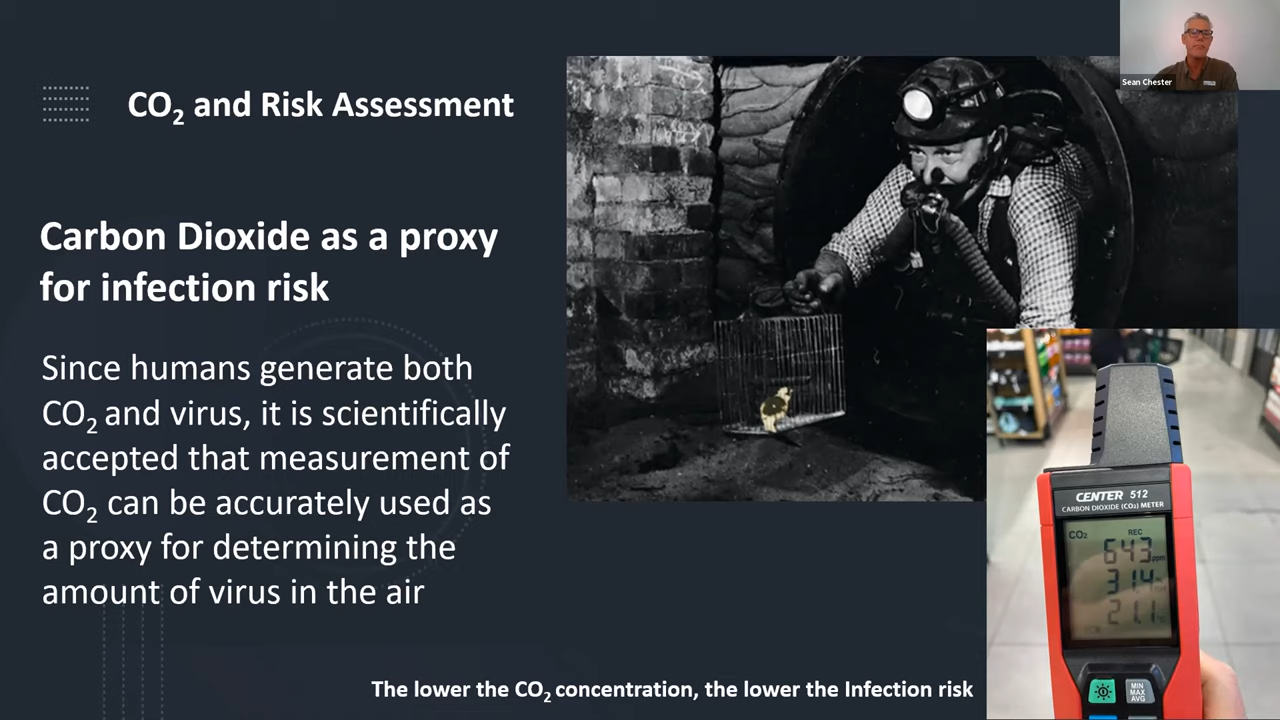 CO₂ and Risk Assessment
Sean Chester
Carbon Dioxide as a proxy
for infection risk
Since humans generate both
CO₂ and virus, it is scientifically
accepted that measurement of
CO₂ can be accurately used as
a proxy for determining the
amount of virus in the air
CENTER 512
CARBON DIOXIDE (CO₂) METER
CO₂ REC
643 ppm
31.4
21.1
MIN
MAX
AVG
The lower the CO₂ concentration, the lower the Infection risk